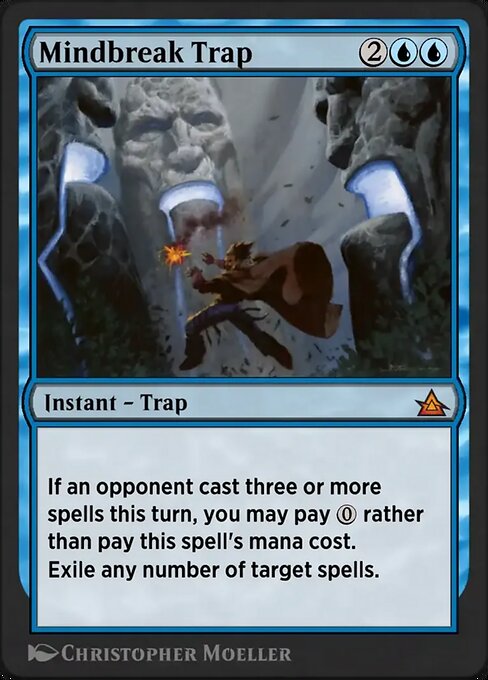 Mindbreak Trap 2
Instant – Trap
If an opponent cast three or more
spells this turn, you may pay 0 rather
than pay this spell's mana cost.
Exile any number of target spells.
Christopher Moeller